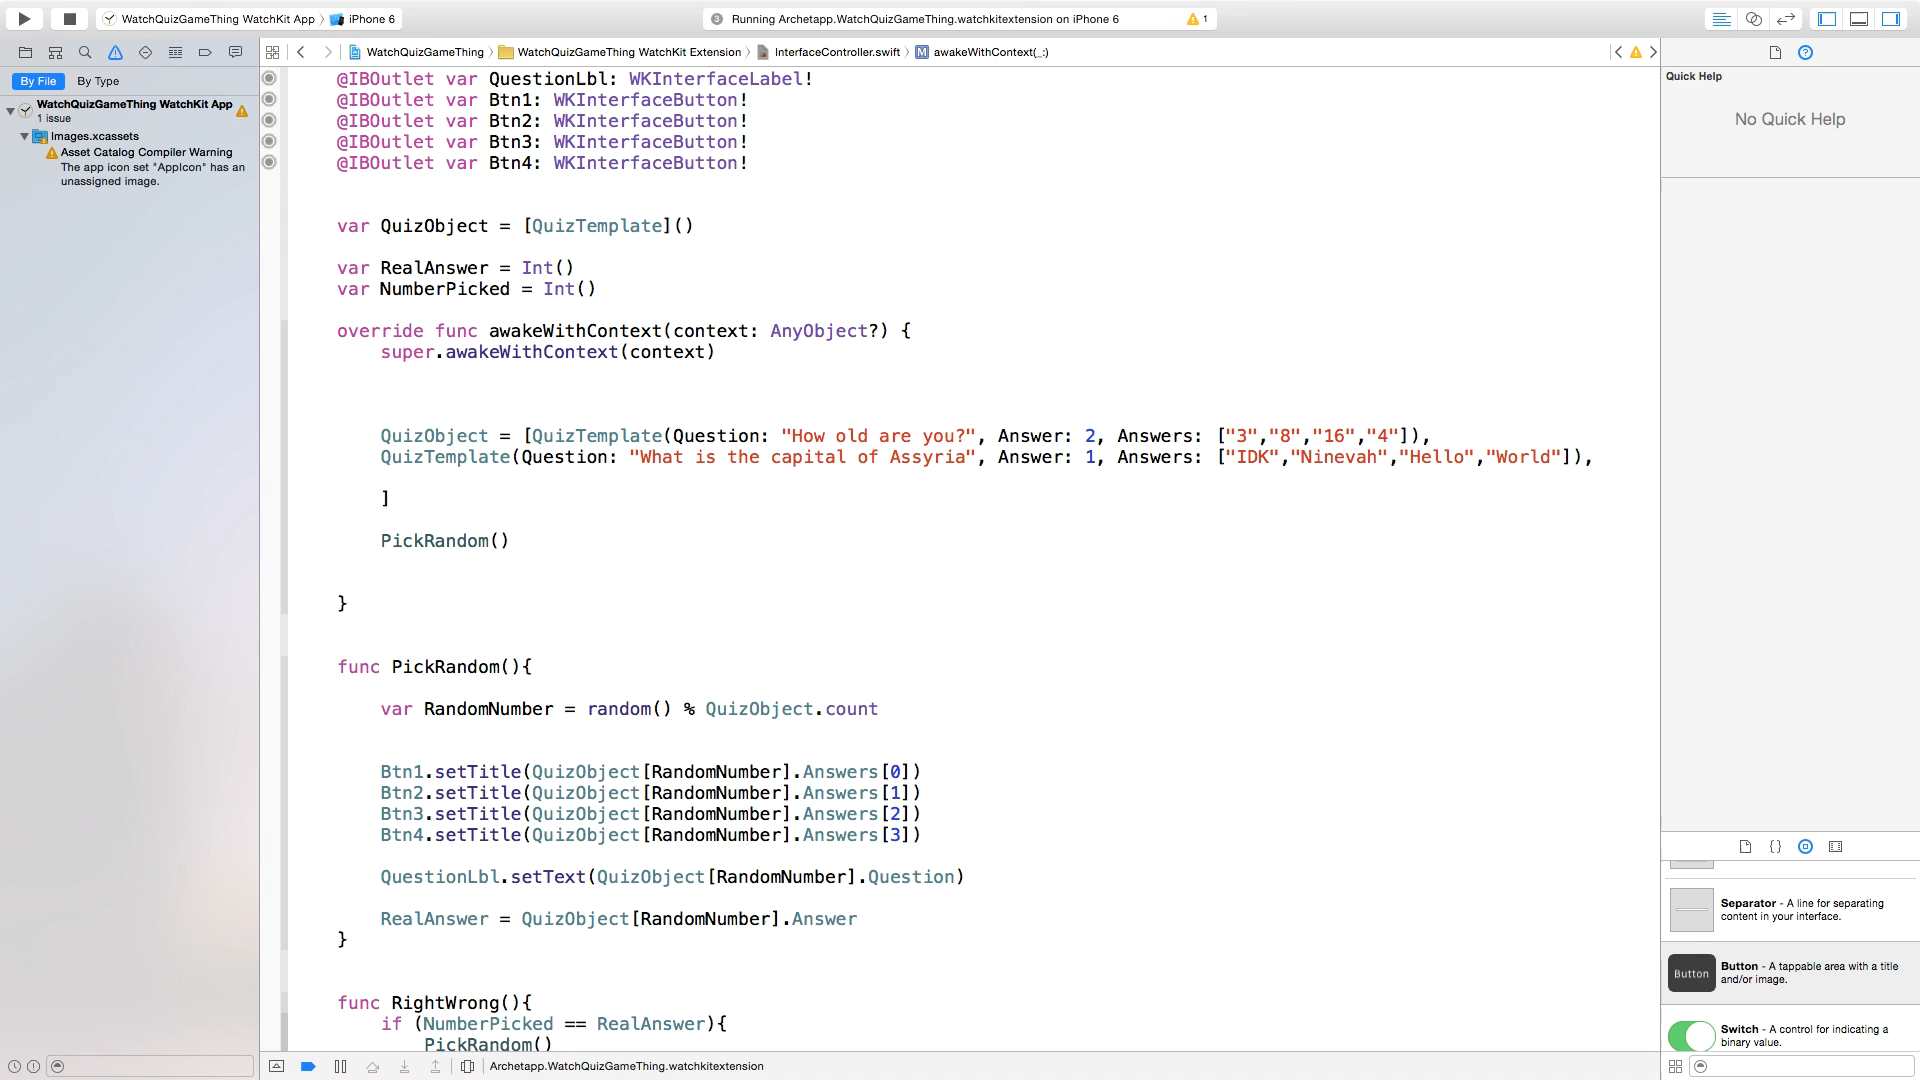 WatchQuizGameThing WatchKit App 〉 iPhone 6
3 Running Archetapp.WatchQuizGameThing.watchkitextension on iPhone 6
1
WatchQuizGameThing 〉 WatchQuizGameThing WatchKit Extension 〉 InterfaceController.swift 〉 M awakeWithContext(_:)
By File By Type
WatchQuizGameThing WatchKit App
1 issue
Images.xcassets
Asset Catalog Compiler Warning
The app icon set "AppIcon" has an
unassigned image.
@IBOutlet var QuestionLbl: WKInterfaceLabel!
@IBOutlet var Btn1: WKInterfaceButton!
@IBOutlet var Btn2: WKInterfaceButton!
@IBOutlet var Btn3: WKInterfaceButton!
@IBOutlet var Btn4: WKInterfaceButton!
var QuizObject = [QuizTemplate]()
var RealAnswer = Int()
var NumberPicked = Int()
override func awakeWithContext(context: AnyObject?) {
super.awakeWithContext(context)
QuizObject = [QuizTemplate(Question: "How old are you?", Answer: 2, Answers: ["3","8","16","4"]),
QuizTemplate(Question: "What is the capital of Assyria", Answer: 1, Answers: ["IDK","Ninevah","Hello","World"]),
]
PickRandom()
}
func PickRandom(){
var RandomNumber = random() % QuizObject.count
Btn1.setTitle(QuizObject[RandomNumber].Answers[0])
Btn2.setTitle(QuizObject[RandomNumber].Answers[1])
Btn3.setTitle(QuizObject[RandomNumber].Answers[2])
Btn4.setTitle(QuizObject[RandomNumber].Answers[3])
QuestionLbl.setText(QuizObject[RandomNumber].Question)
RealAnswer = QuizObject[RandomNumber].Answer
}
func RightWrong(){
if (NumberPicked == RealAnswer){
PickRandom()
Archetapp.WatchQuizGameThing.watchkitextension
Quick Help
No Quick Help
{}
Separator - A line for separating
content in your interface.
Button
Button - A tappable area with a title
and/or image.
Switch - A control for indicating a
binary value.